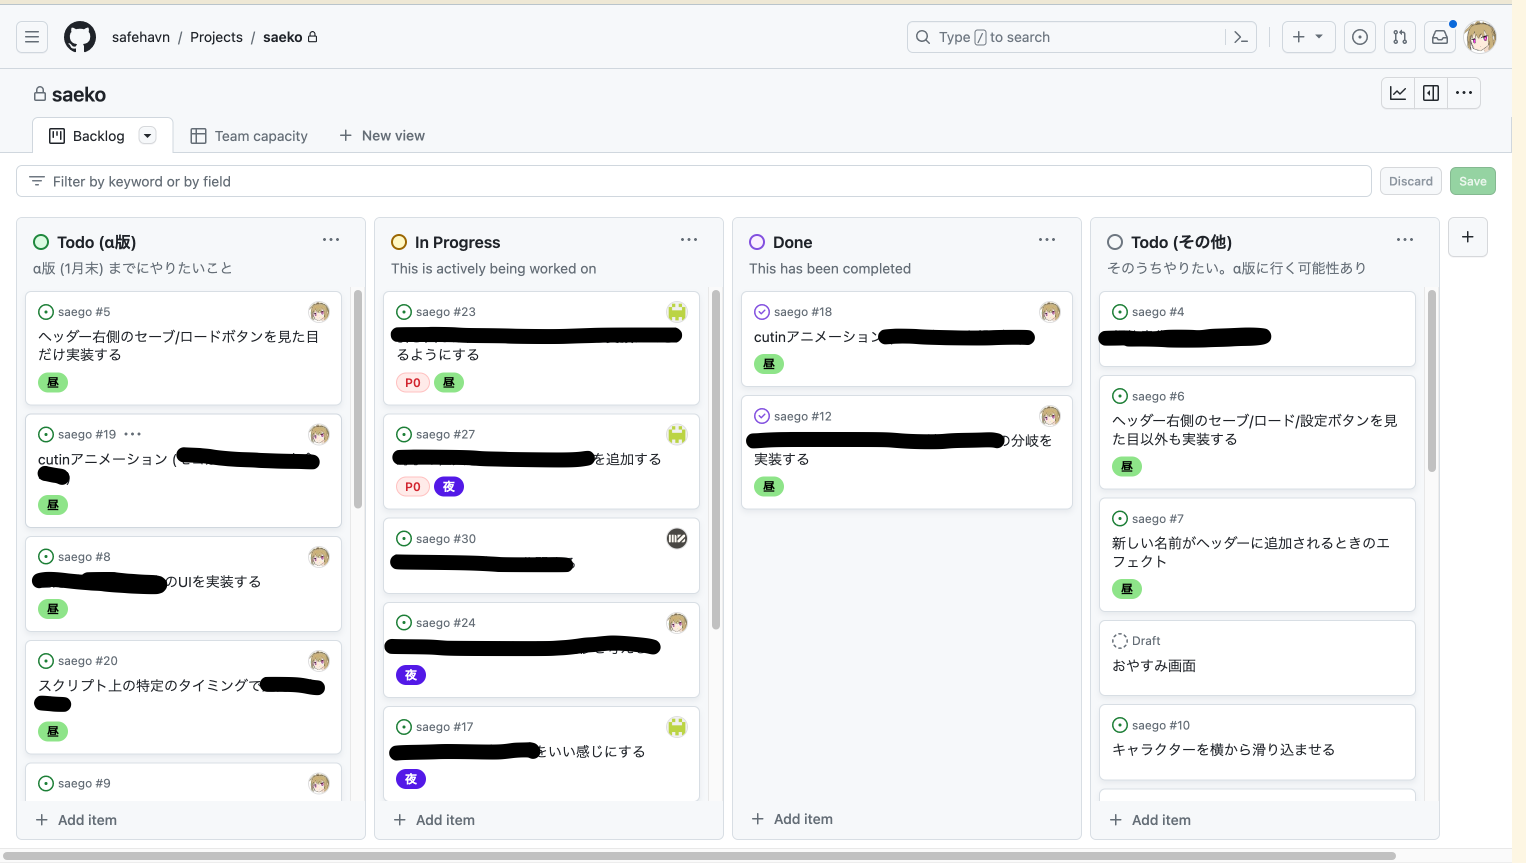 safehavn / Projects / saeko
Type / to search
saeko
Backlog
Team capacity
New view
Filter by keyword or by field
Discard
Save
Todo (α版)
α版 (1月末) までにやりたいこと
saego #5
ヘッダー右側のセーブ/ロードボタンを見た目
だけ実装する
昼
saego #19
cutinアニメーション (
昼
saego #8
のUIを実装する
昼
saego #20
スクリプト上の特定のタイミングで
昼
saego #9
Add item
In Progress
This is actively being worked on
saego #23
るようにする
P0 昼
saego #27
を追加する
P0 夜
saego #30
saego #24
夜
saego #17
をいい感じにする
夜
Add item
Done
This has been completed
saego #18
cutinアニメーション
昼
saego #12
の分岐を
実装する
昼
Add item
Todo (その他)
そのうちやりたい。α版に行く可能性あり
saego #4
saego #6
ヘッダー右側のセーブ/ロード/設定ボタンを見
た目以外も実装する
昼
saego #7
新しい名前がヘッダーに追加されるときのエ
フェクト
昼
Draft
おやすみ画面
saego #10
キャラクターを横から滑り込ませる
Add item